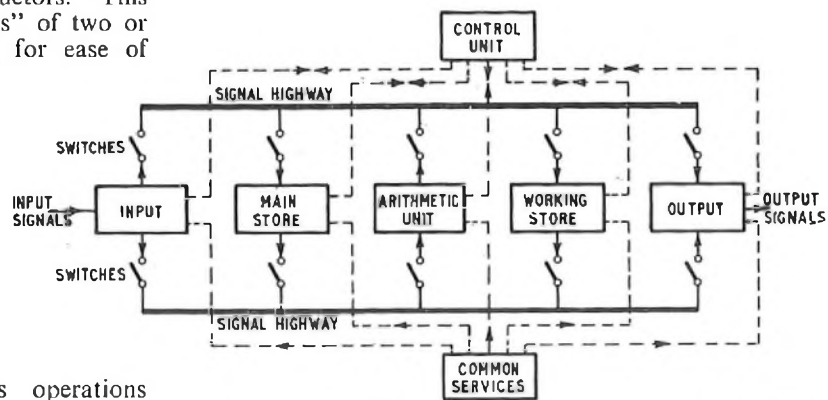 uctors. This
s" of two or
for ease of
CONTROL
UNIT
SIGNAL HIGHWAY
SWITCHES
INPUT
SIGNALS
INPUT
MAIN
STORE
ARITHMETIC
UNIT
WORKING
STORE
OUTPUT
OUTPUT
SIGNALS
SWITCHES
SIGNAL HIGHWAY
COMMON
SERVICES
s operations